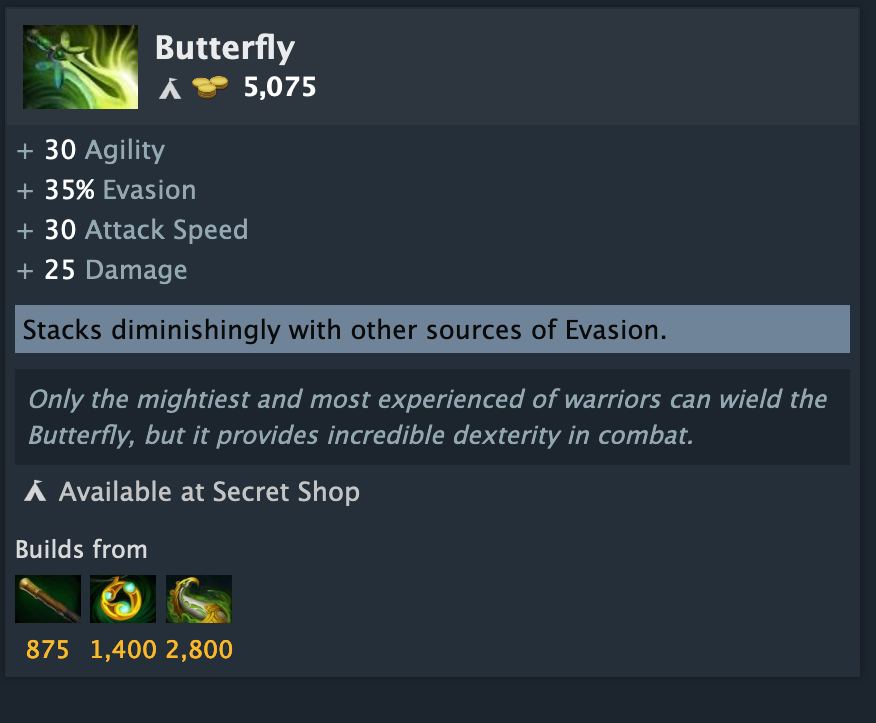 Butterfly
5,075
+ 30 Agility
+ 35% Evasion
+ 30 Attack Speed
+ 25 Damage
Stacks diminishingly with other sources of Evasion.
Only the mightiest and most experienced of warriors can wield the
Butterfly, but it provides incredible dexterity in combat.
Available at Secret Shop
Builds from
875 1,400 2,800